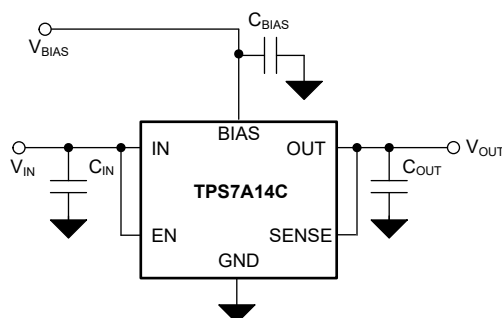 C_BIAS
V_BIAS
BIAS
V_IN
C_IN
IN
OUT
V_OUT
C_OUT
TPS7A14C
EN
SENSE
GND